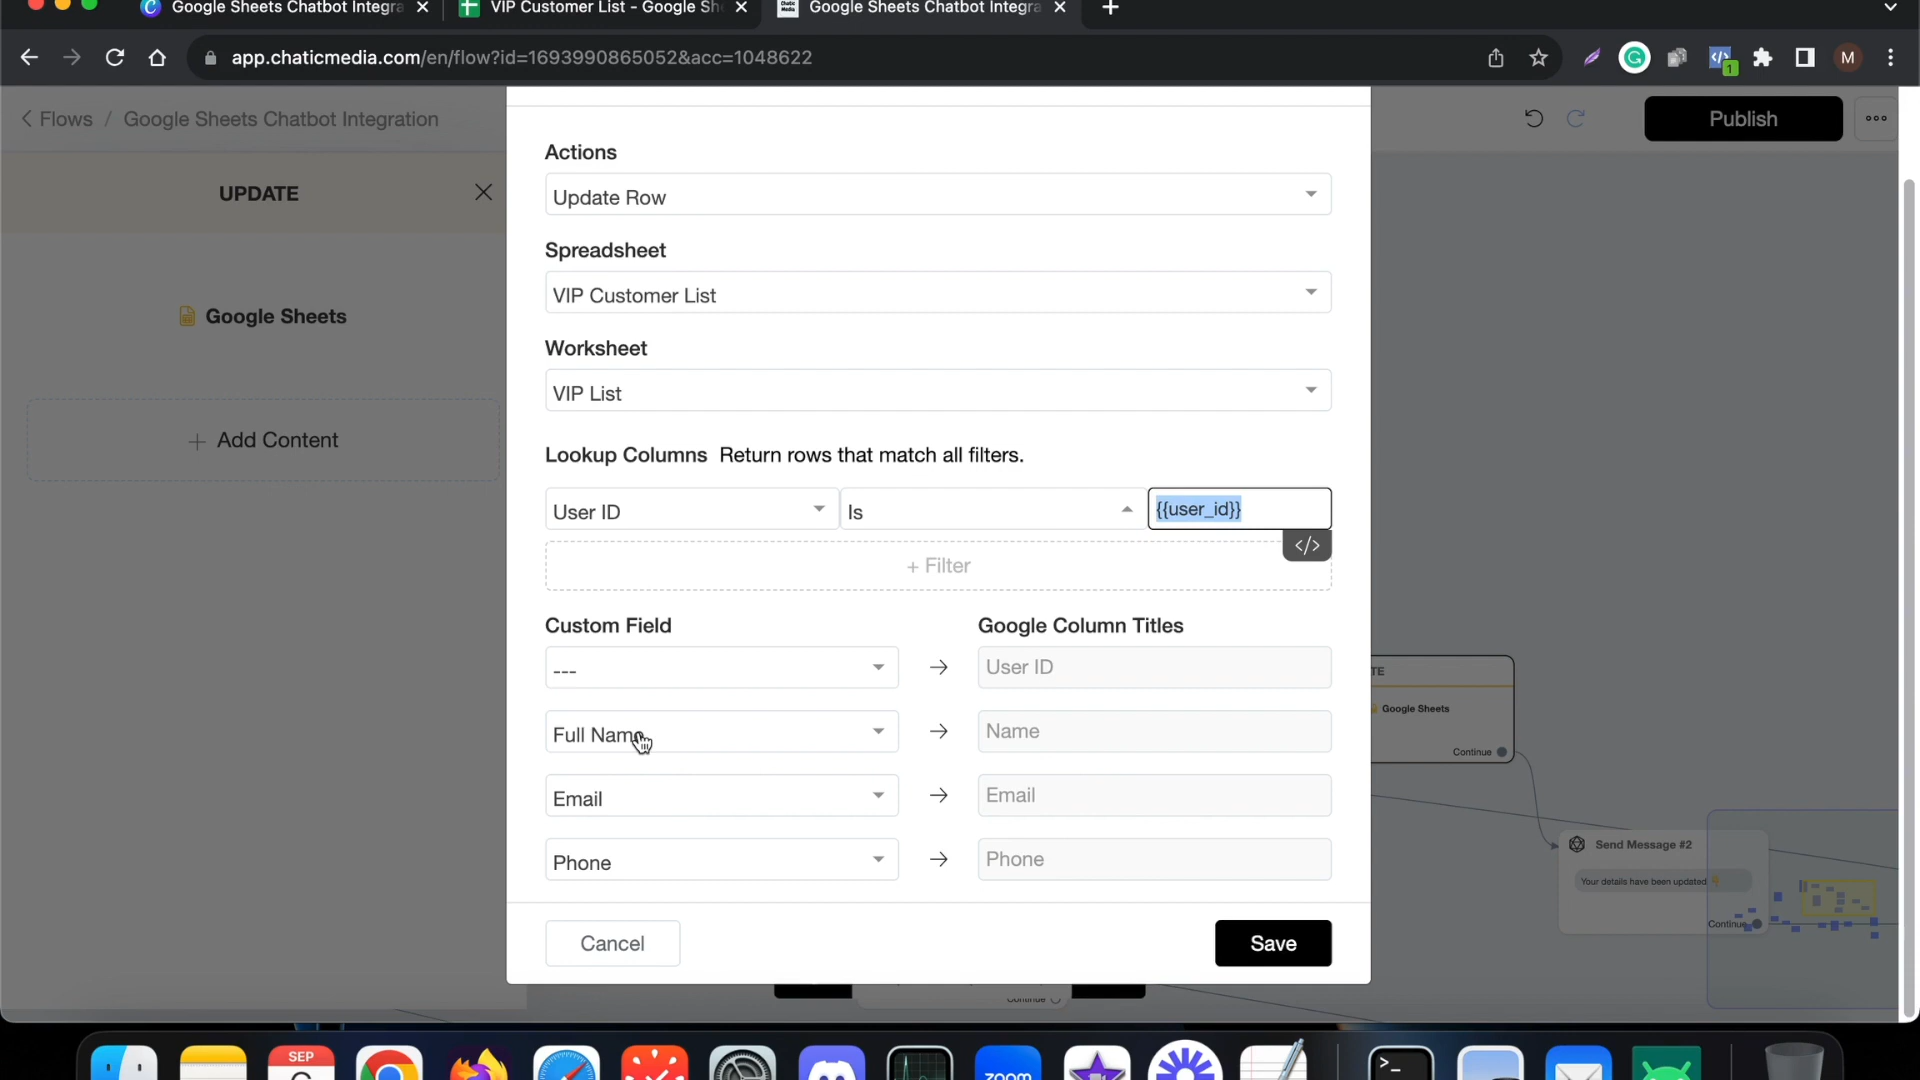 Google Sheets Chatbot Integra
VIP Customer List - Google Sh
Google Sheets Chatbot Integra
app.chaticmedia.com/en/flow?id=1693990865052&acc=1048622
1
M
Flows / Google Sheets Chatbot Integration
Publish
UPDATE
Google Sheets
+ Add Content
Actions
Update Row
Spreadsheet
VIP Customer List
Worksheet
VIP List
Lookup Columns Return rows that match all filters.
User ID
Is
{{user_id}}
</>
+ Filter
Custom Field
Google Column Titles
---
User ID
Full Name
Name
Email
Email
Phone
Phone
Cancel
Save
TE
Google Sheets
Continue
Send Message #2
Your details have been updated
Continue
Continue
SEP
zoom